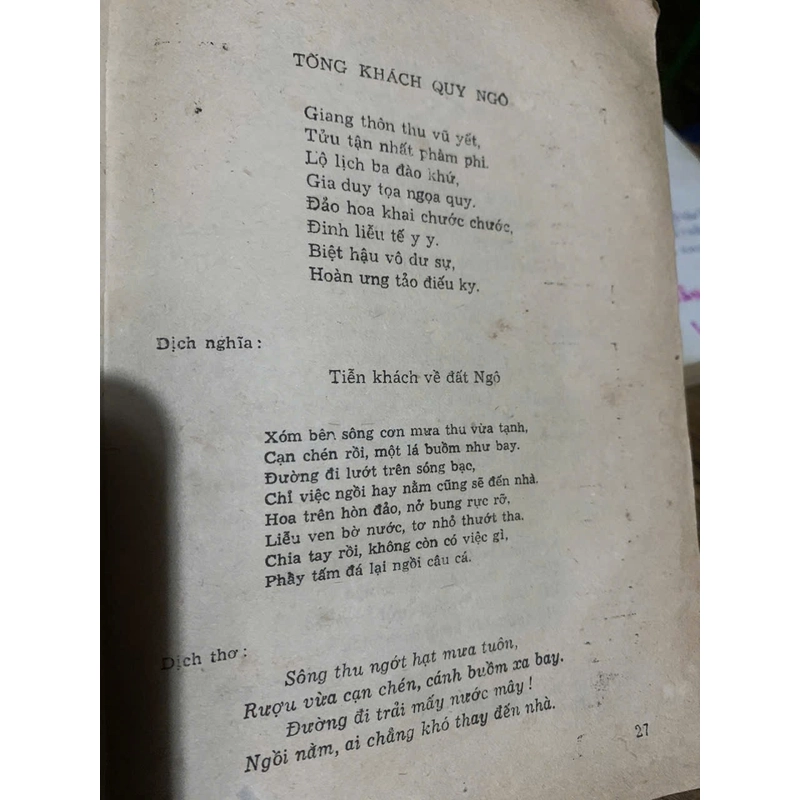 TỐNG KHÁCH QUY NGÔ
Giang thôn thu vũ yết,
Tửu tận nhất phàm phi.
Lộ lịch ba đào khứ,
Gia duy tọa ngọa quy.
Đảo hoa khai chước chước,
Đinh liễu tế y y.
Biệt hậu vô dư sự,
Hoàn ưng tảo điếu ky.
Dịch nghĩa :
Tiễn khách về đất Ngô
Xóm bên sông cơn mưa thu vừa tạnh,
Cạn chén rồi, một lá buồm như bay.
Đường đi lướt trên sóng bạc,
Chỉ việc ngồi hay nằm cũng sẽ đến nhà.
Hoa trên hòn đảo, nở bung rực rỡ,
Liễu ven bờ nước, tơ nhỏ thướt tha.
Chia tay rồi, không còn có việc gì,
Phầy tấm đá lại ngồi câu cá.
Dịch thơ :
Sông thu ngớt hạt mưa tuôn,
Rượu vừa cạn chén, cánh buồm xa bay.
Đường đi trải mấy nước mây !
Ngồi nằm, ai chẳng khó thay đến nhà.
27